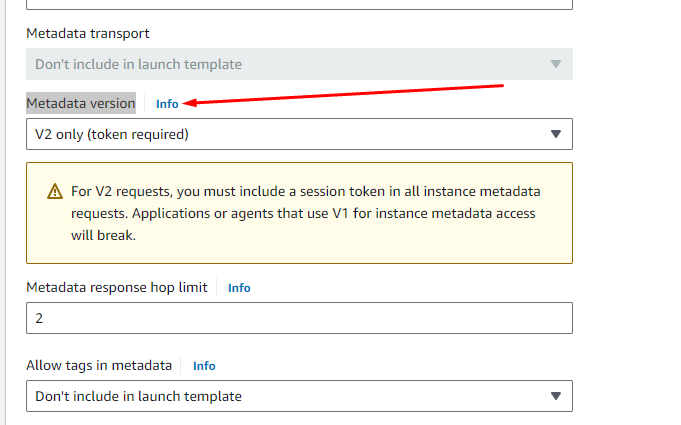 Metadata transport
Don't include in launch template
Metadata version Info
V2 only (token required)
For V2 requests, you must include a session token in all instance metadata
requests. Applications or agents that use V1 for instance metadata access
will break.
Metadata response hop limit Info
2
Allow tags in metadata Info
Don't include in launch template